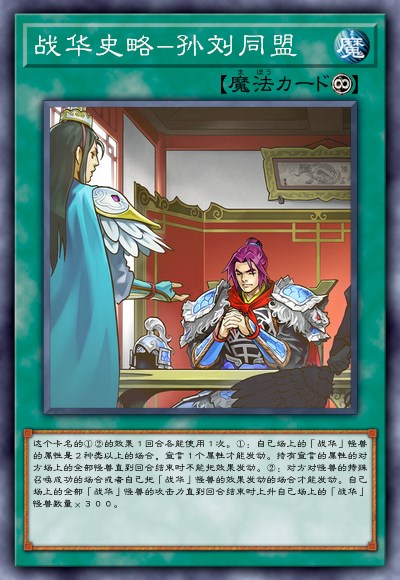 战华史略-孙刘同盟
魔
【魔法カード】
まほう
这个卡名的①②的效果1回合各能使用1次。①：自己场上的「战华」怪兽
的属性是2种类以上的场合，宣言1个属性才能发动。持有宣言的属性的对
方场上的全部怪兽直到回合结束时不能把效果发动。②：对方对怪兽的特殊
召唤成功的场合或者自己把「战华」怪兽的效果发动的场合才能发动。自己
场上的全部「战华」怪兽的攻击力直到回合结束时上升自己场上的「战华」
怪兽数量×300。